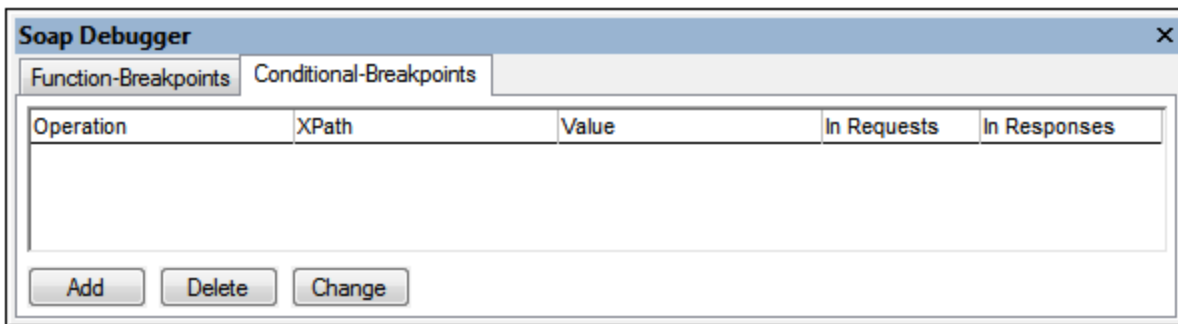 Soap Debugger
Function-Breakpoints Conditional-Breakpoints
Operation XPath Value In Requests In Responses
Add Delete Change